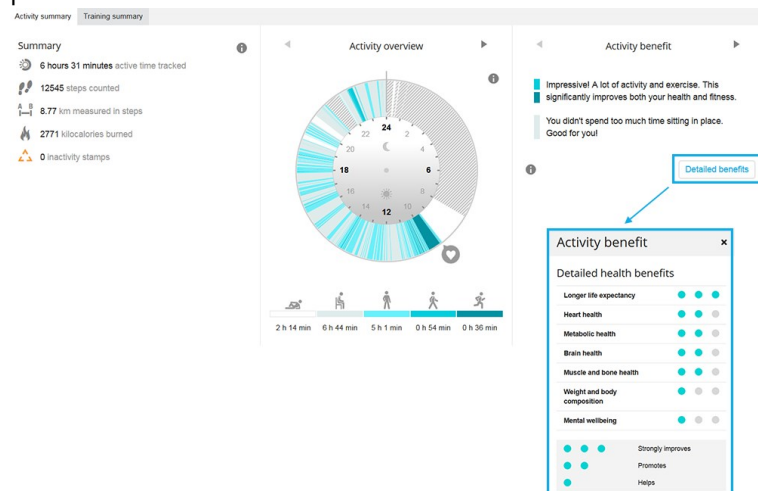 Activity summary
Training summary
Summary
6 hours 31 minutes active time tracked
12545 steps counted
A B
8.77 km measured in steps
2771 kilocalories burned
0 inactivity stamps
Activity overview
24
2
4
6
8
10
12
14
16
18
20
22
2 h 14 min
6 h 44 min
5 h 1 min
0 h 54 min
0 h 36 min
Activity benefit
Impressive! A lot of activity and exercise. This
significantly improves both your health and fitness.
You didn't spend too much time sitting in place.
Good for you!
Detailed benefits
Activity benefit
×
Detailed health benefits
Longer life expectancy
Heart health
Metabolic health
Brain health
Muscle and bone health
Weight and body
composition
Mental wellbeing
Strongly improves
Promotes
Helps